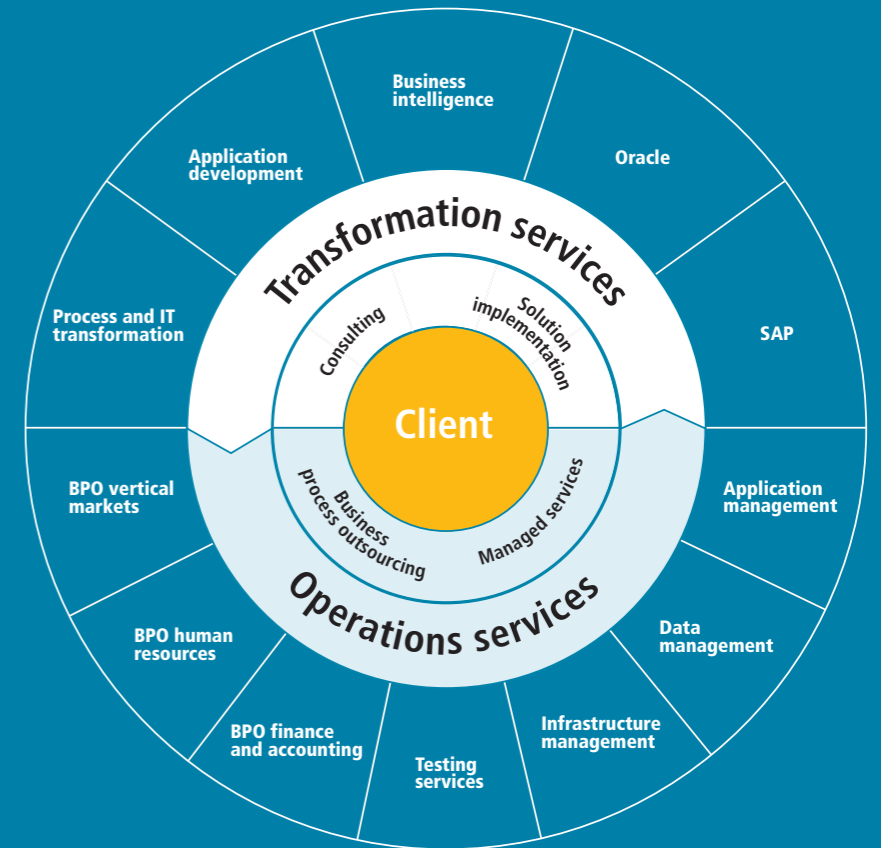 Business
intelligence
Oracle
SAP
Application
management
Data
management
Infrastructure
management
Testing
services
BPO finance
and accounting
BPO human
resources
BPO vertical
markets
Process and IT
transformation
Application
development
Transformation services
Consulting
Solution
implementation
Client
Business
process outsourcing
Managed services
Operations services